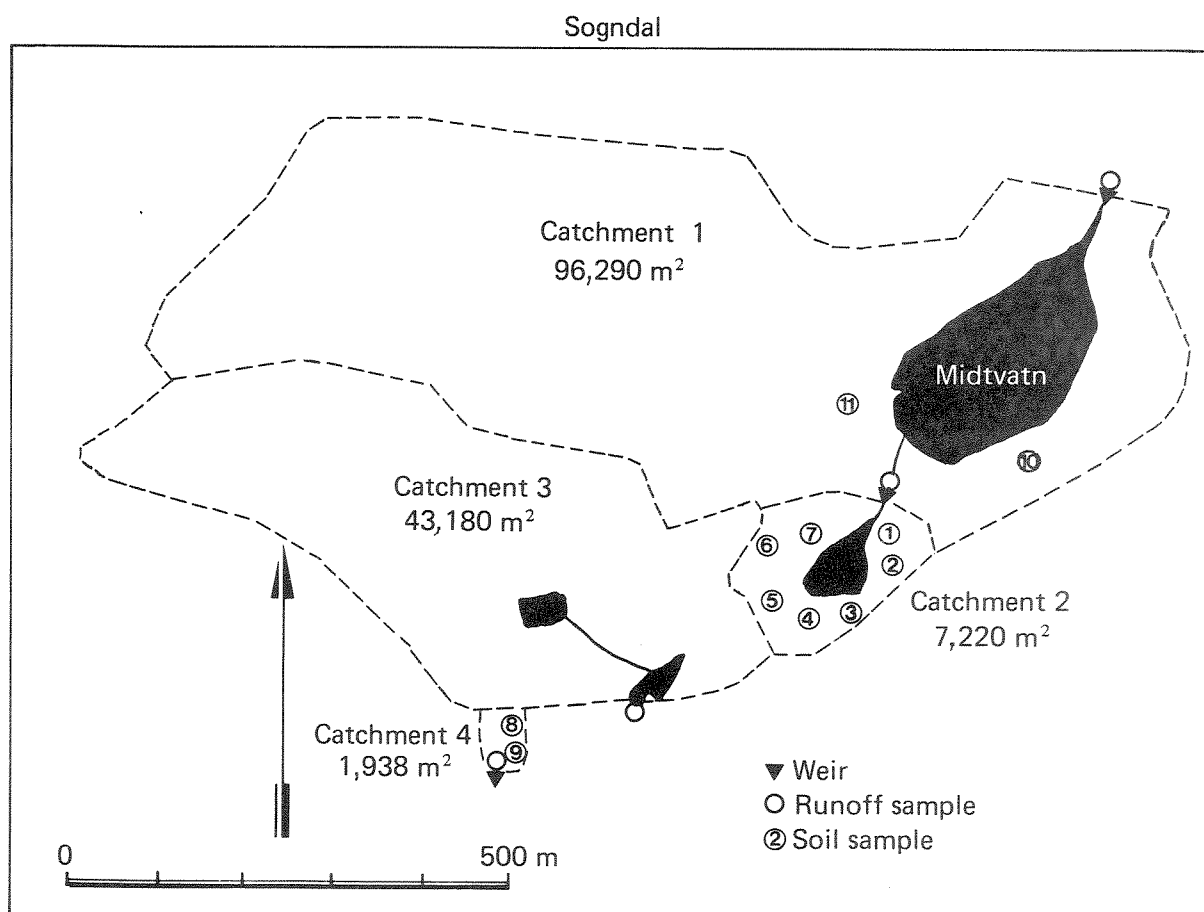 Sogndal
Catchment 1
96,290 m²
Midtvatn
⑪
⑩
Catchment 3
43,180 m²
⑦
①
⑥
②
⑤
④
③
Catchment 2
7,220 m²
Catchment 4
1,938 m²
⑧
⑨
Weir
Runoff sample
② Soil sample
0
500 m